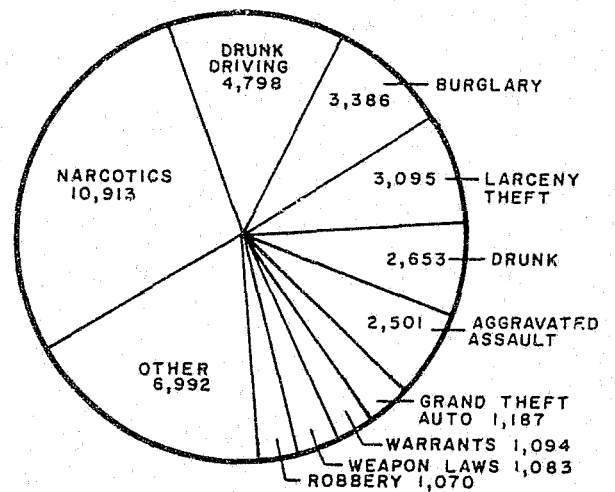 DRUNK
DRIVING
4,798
3,386
BURGLARY
NARCOTICS
10,913
3,095
LARCENY
THEFT
2,653
DRUNK
2,501
AGGRAVATED
ASSAULT
OTHER
6,992
GRAND THEFT
AUTO 1,187
WARRANTS 1,094
WEAPON LAWS 1,083
ROBBERY 1,070